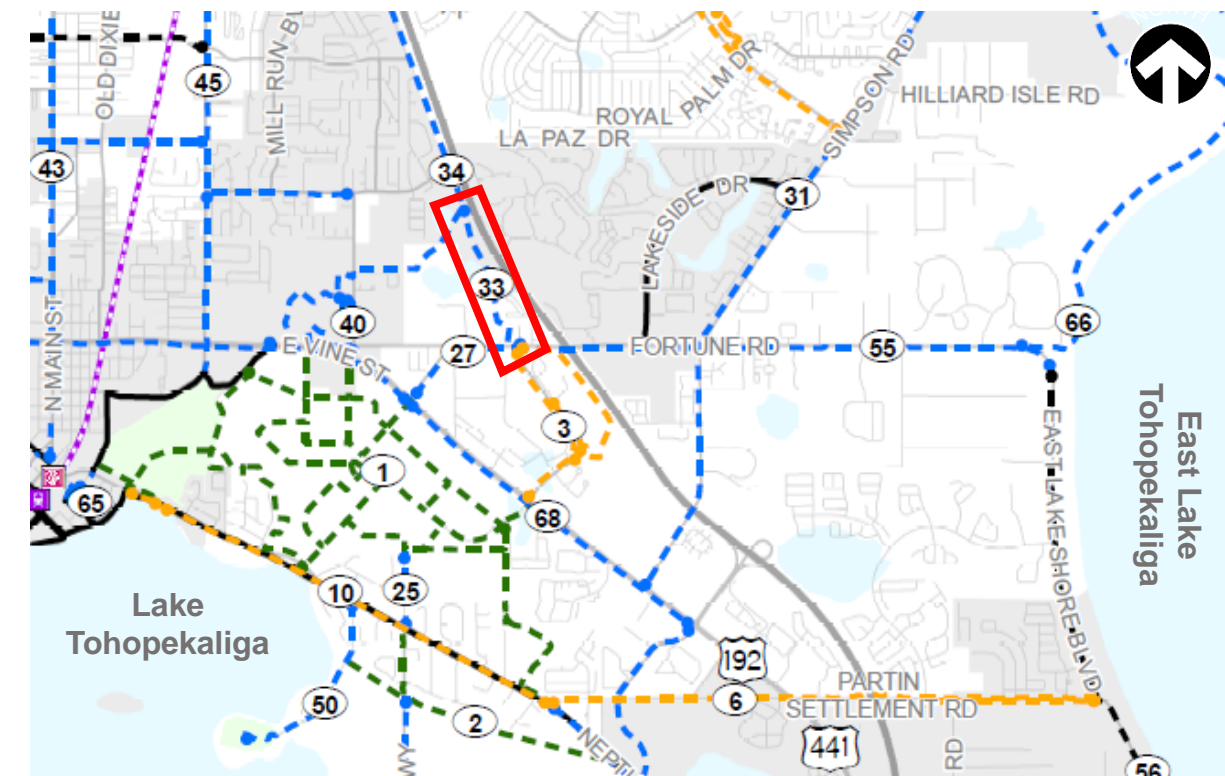 OLD DIXIE
45
MILL RUN BL
43
34
ROYAL PALM DR
LA PAZ DR
SIMPSON RD
HILLIARD ISLE RD
LAKESIDE DR
31
33
40
66
E VINE ST
27
FORTUNE RD
55
N MAIN ST
3
EAST LAKE SHORE BLVD
East Lake
Tohopekaliga
1
65
68
10
25
Lake
Tohopekaliga
192
PARTIN
SETTLEMENT RD
6
50
2
441
RD
WY
NEPTU
56